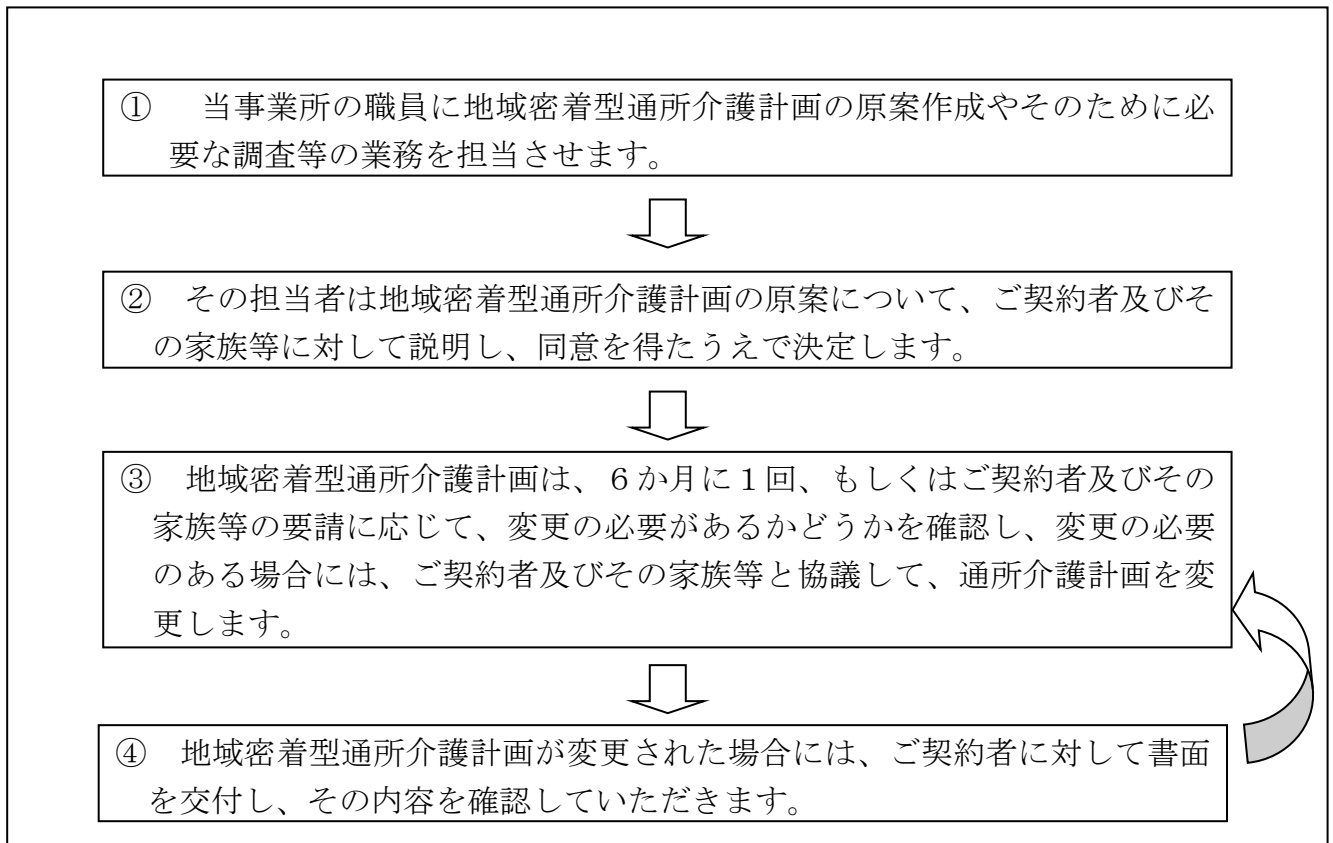 ①　当事業所の職員に地域密着型通所介護計画の原案作成やそのために必
要な調査等の業務を担当させます。
②　その担当者は地域密着型通所介護計画の原案について、ご契約者及びそ
の家族等に対して説明し、同意を得たうえで決定します。
③　地域密着型通所介護計画は、６か月に１回、もしくはご契約者及びその
家族等の要請に応じて、変更の必要があるかどうかを確認し、変更の必要
のある場合には、ご契約者及びその家族等と協議して、通所介護計画を変
更します。
④　地域密着型通所介護計画が変更された場合には、ご契約者に対して書面
を交付し、その内容を確認していただきます。